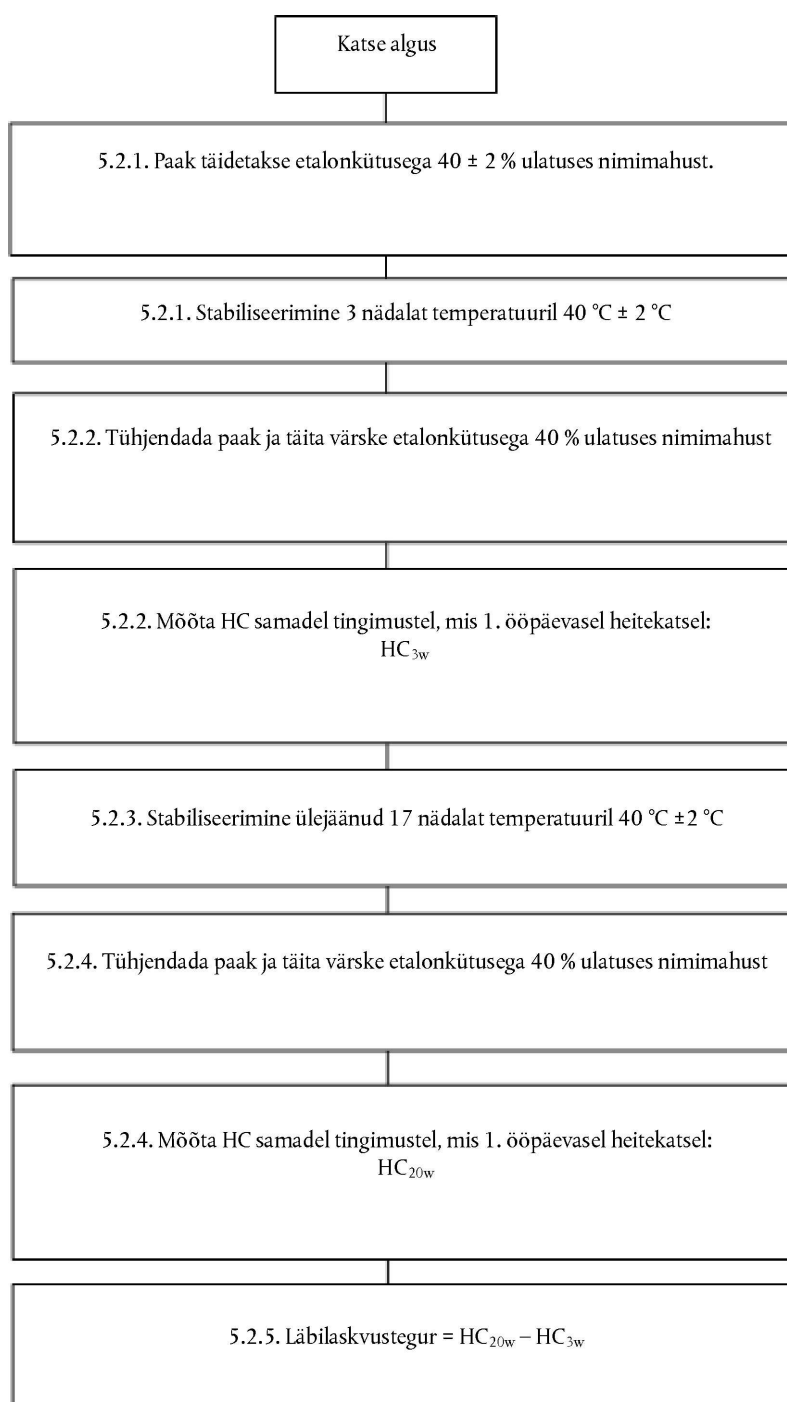 Katse algus
5.2.1. Paak täidetakse etalonkütusega 40 ± 2 % ulatuses nimimahust.
5.2.1. Stabiliseerimine 3 nädalat temperatuuril 40 °C ± 2 °C
5.2.2. Tühjendada paak ja täita värske etalonkütusega 40 % ulatuses nimimahust
5.2.2. Mõõta HC samadel tingimustel, mis 1. ööpäevasel heitekatsel:
HC3w
5.2.3. Stabiliseerimine ülejäänud 17 nädalat temperatuuril 40 °C ±2 °C
5.2.4. Tühjendada paak ja täita värske etalonkütusega 40 % ulatuses nimimahust
5.2.4. Mõõta HC samadel tingimustel, mis 1. ööpäevasel heitekatsel:
HC20w
5.2.5. Läbilaskvustegur = HC20w – HC3w